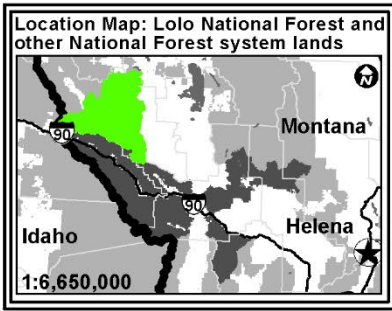 Location Map: Lolo National Forest and
other National Forest system lands
Montana
90
90
Helena
Idaho
1:6,650,000